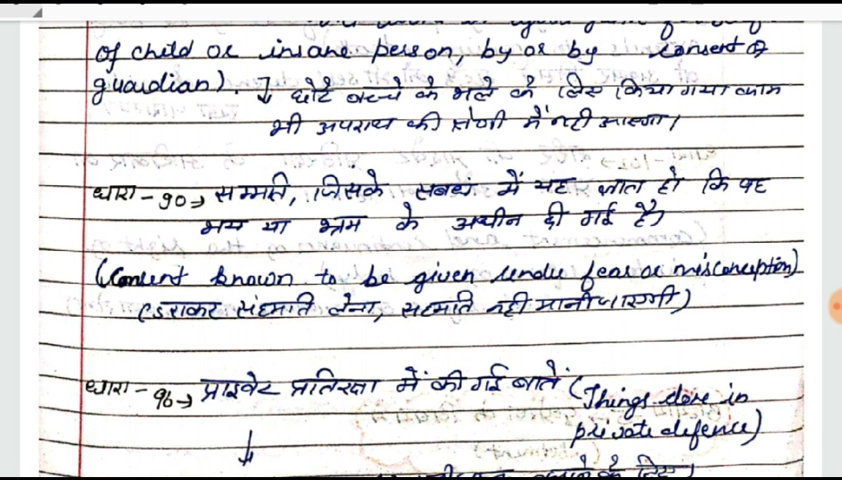 of child or insane person, by or by consent of
guardian). ↓ छोटे बच्चे के भले के लिए किया गया काम
भी अपराध की श्रेणी में नही आएगा।
धारा - 90 → सम्मति, जिसके सबधं में यह ज्ञात हो कि वह
भय या भ्रम के अधीन दी गई है
(Consent known to be given under fear or misconception)
(डराकर सहमति लेना, सहमति नही मानी जाएगी)
धारा - 96 → प्राइवेट प्रतिरक्षा में की गई बातें (Things done in
private defence)
↓